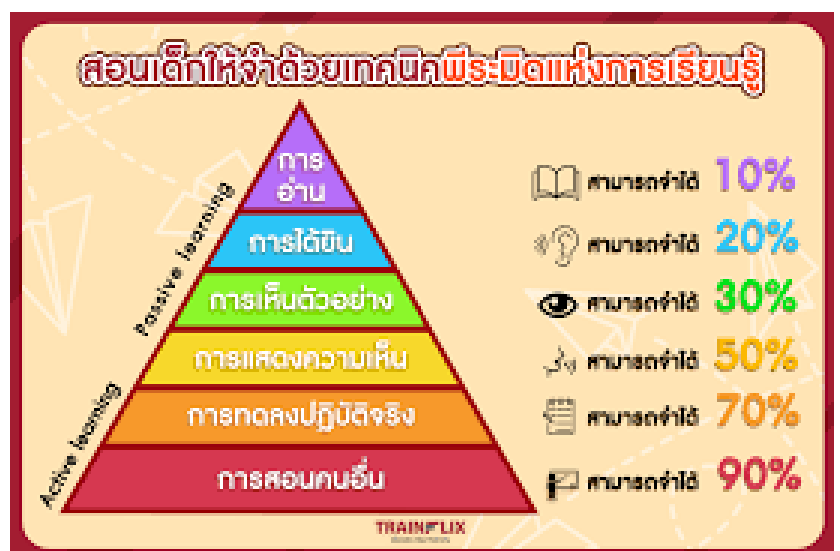 สอนเด็กให้จำด้วยเทคนิคพีระมิดแห่งการเรียนรู้
การ
อ่าน
สามารถจำได้ 10%
การได้ยิน
สามารถจำได้ 20%
การเห็นตัวอย่าง
สามารถจำได้ 30%
การแสดงความเห็น
สามารถจำได้ 50%
การทดลองปฏิบัติจริง
สามารถจำได้ 70%
การสอนคนอื่น
สามารถจำได้ 90%
Passive learning
Active learning
TRAINFLIX